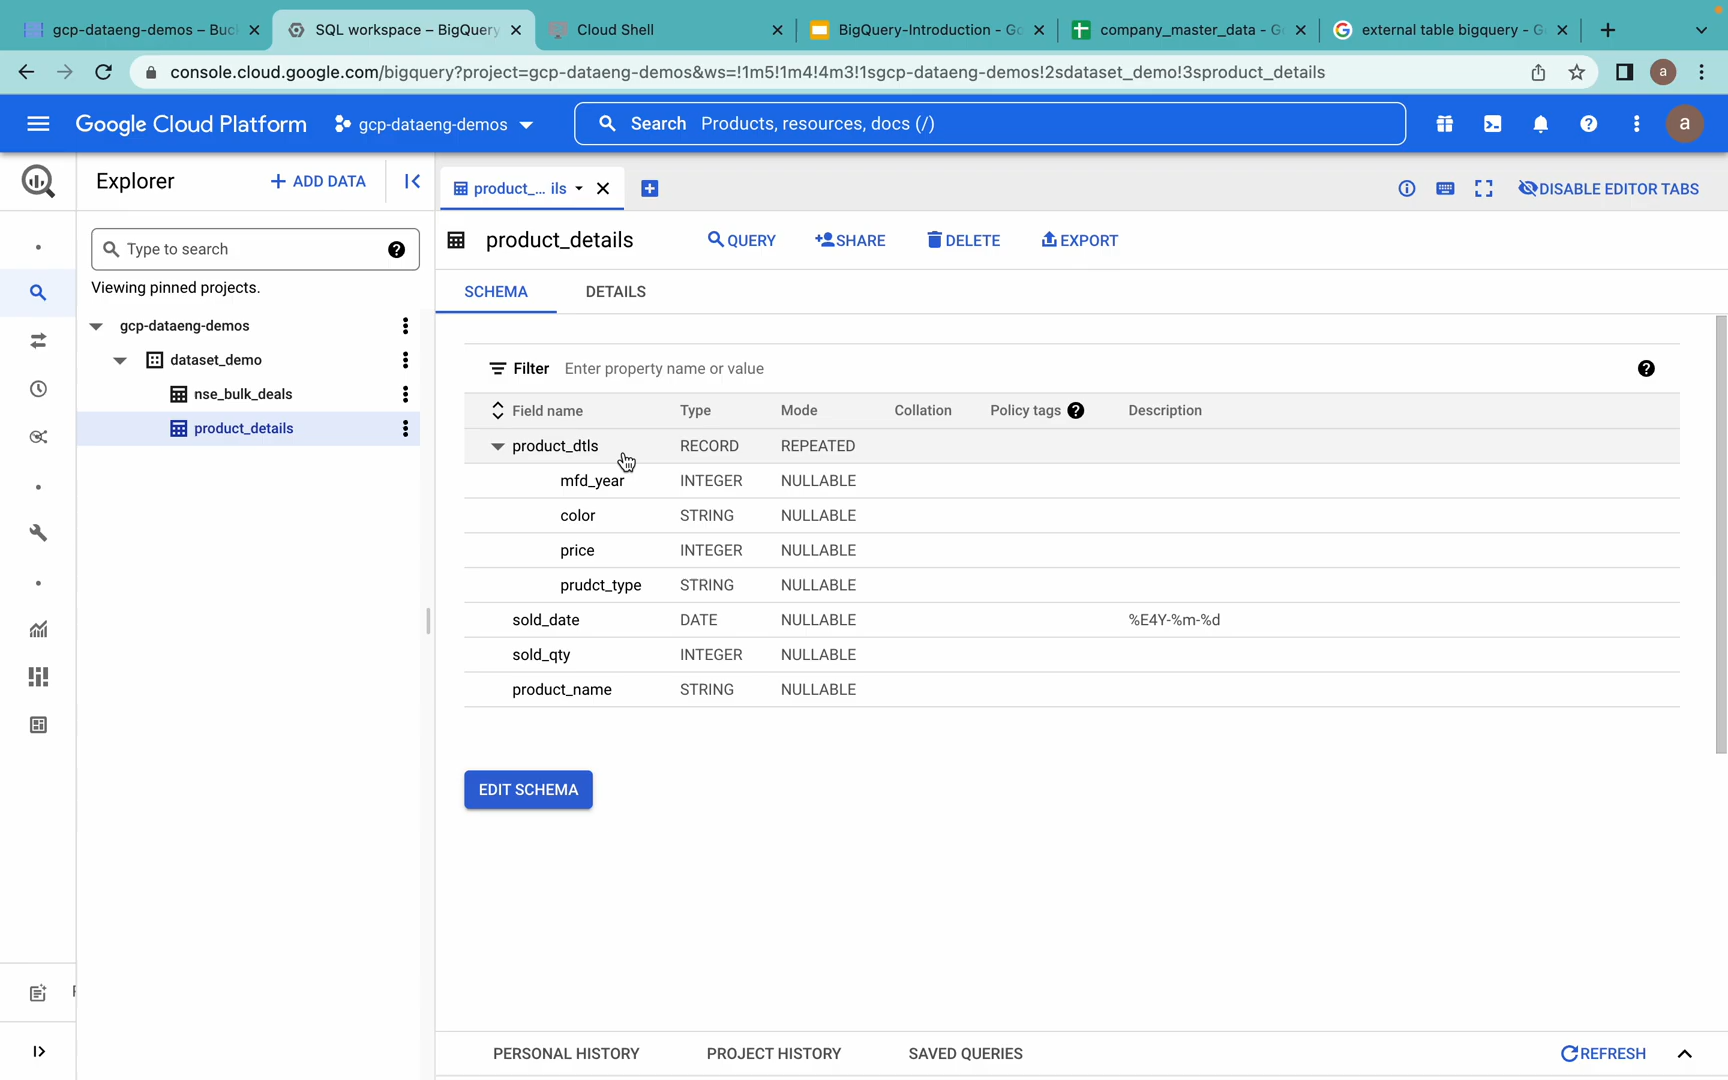 gcp-dataeng-demos – Buc
SQL workspace – BigQuery
Cloud Shell
BigQuery-Introduction - Go
company_master_data - G
external table bigquery - G
console.cloud.google.com/bigquery?project=gcp-dataeng-demos&ws=!1m5!1m4!4m3!1sgcp-dataeng-demos!2sdataset_demo!3sproduct_details
a
Google Cloud Platform
gcp-dataeng-demos
Search Products, resources, docs (/)
a
Explorer
+ ADD DATA
product_... ils
DISABLE EDITOR TABS
Type to search
product_details
QUERY
SHARE
DELETE
EXPORT
Viewing pinned projects.
SCHEMA
DETAILS
gcp-dataeng-demos
dataset_demo
nse_bulk_deals
product_details
Filter Enter property name or value
Field name Type Mode Collation Policy tags Description
product_dtls RECORD REPEATED
mfd_year INTEGER NULLABLE
color STRING NULLABLE
price INTEGER NULLABLE
prudct_type STRING NULLABLE
sold_date DATE NULLABLE %E4Y-%m-%d
sold_qty INTEGER NULLABLE
product_name STRING NULLABLE
EDIT SCHEMA
PERSONAL HISTORY
PROJECT HISTORY
SAVED QUERIES
REFRESH